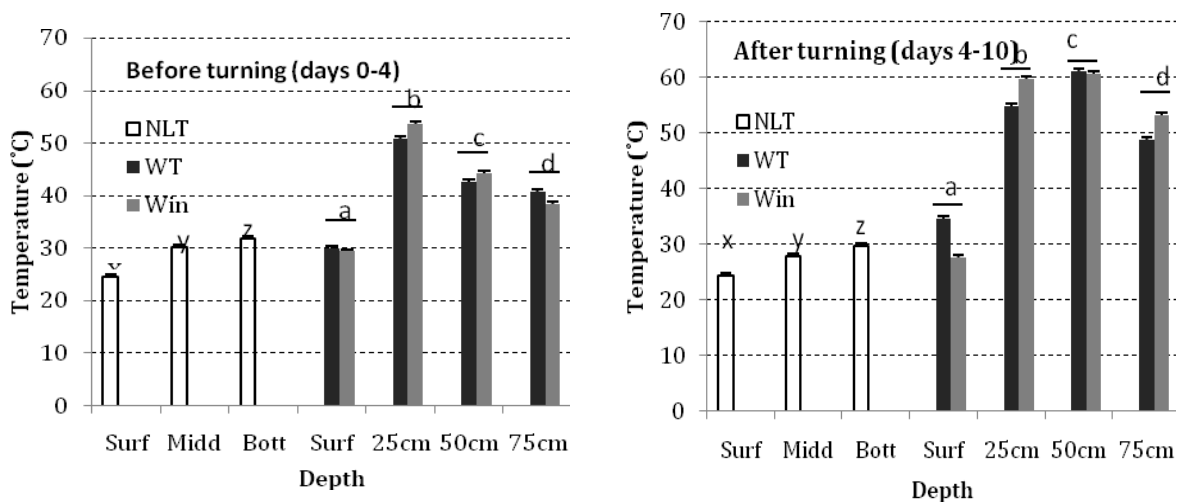 Before turning (days 0-4)
NLT
WT
Win
Temperature (˚C)
70
60
50
40
30
20
10
0
x
y
z
a
b
c
d
Surf Midd Bott Surf 25cm 50cm 75cm
Depth
After turning (days 4-10)
NLT
WT
Win
Temperature (˚C)
70
60
50
40
30
20
10
0
x
y
z
a
b
c
d
Surf Midd Bott Surf 25cm 50cm 75cm
Depth